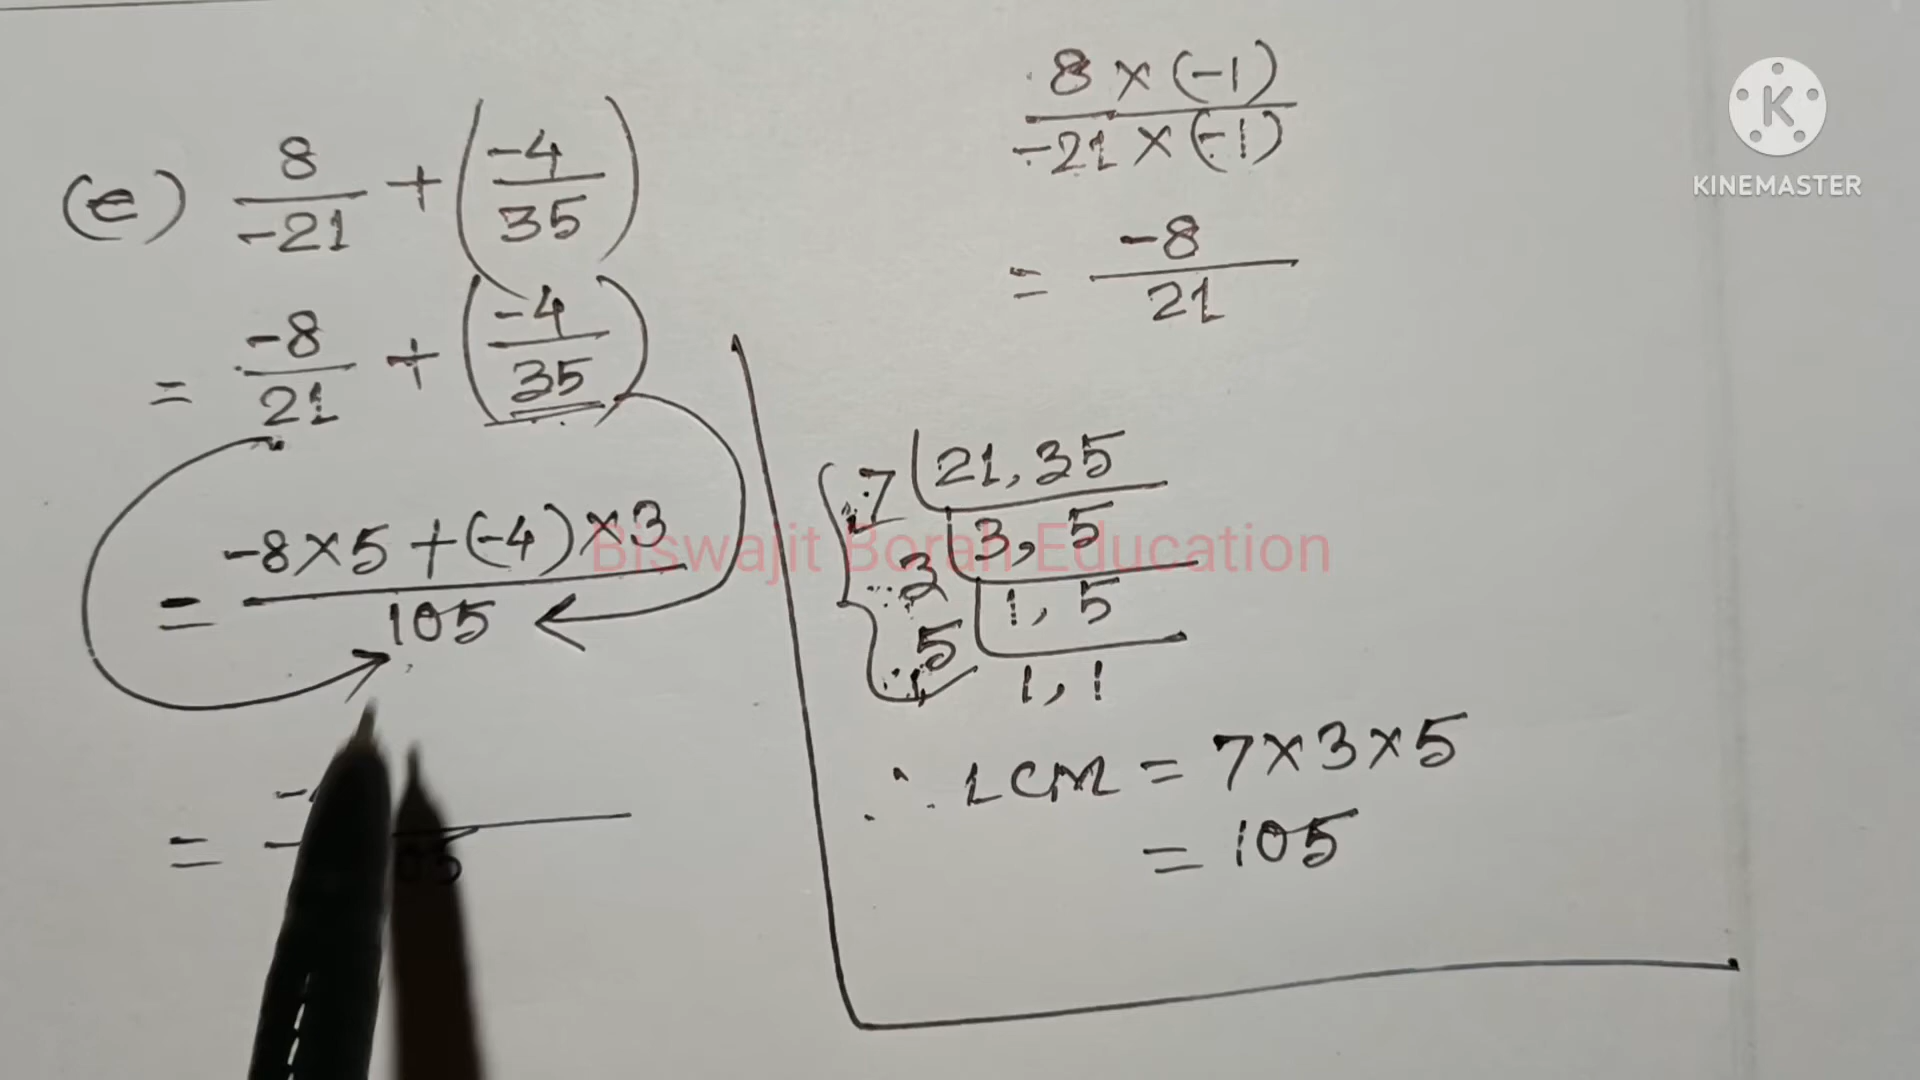 (e) 8/-21 + (-4/35)
= -8/21 + (-4/35)
= -8×5 + (-4)×3 / 105
=
8 × (-1) / -21 × (-1)
= -8/21
7 | 21, 35
3 | 3, 5
5 | 1, 5
1, 1
∴ LCM = 7×3×5
= 105
Biswajit Borah Education
KINEMASTER